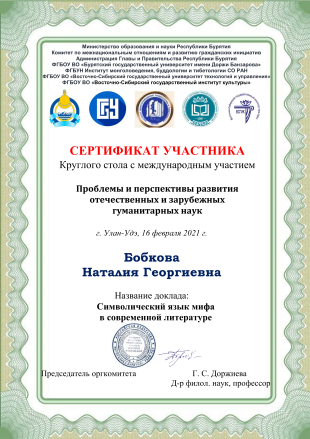 Министерство образования и науки Республики Бурятия
Комитет по межнациональным отношениям и развитию гражданских инициатив
Администрации Главы и Правительства Республики Бурятия
ФГБОУ ВО «Бурятский государственный университет имени Доржи Банзарова»
ФГБУН Институт монголоведения, буддологии и тибетологии СО РАН
ФГБОУ ВО «Восточно-Сибирский государственный университет технологий и управления»
ФГБОУ ВО «Восточно-Сибирский государственный институт культуры»
СЕРТИФИКАТ УЧАСТНИКА
Круглого стола с международным участием
Проблемы и перспективы развития
отечественных и зарубежных
гуманитарных наук
г. Улан-Удэ, 16 февраля 2021 г.
Бобкова
Наталия Георгиевна
Название доклада:
Символический язык мифа
в современной литературе
Председатель оргкомитета
Г. С. Доржиева
Д-р филол. наук, профессор